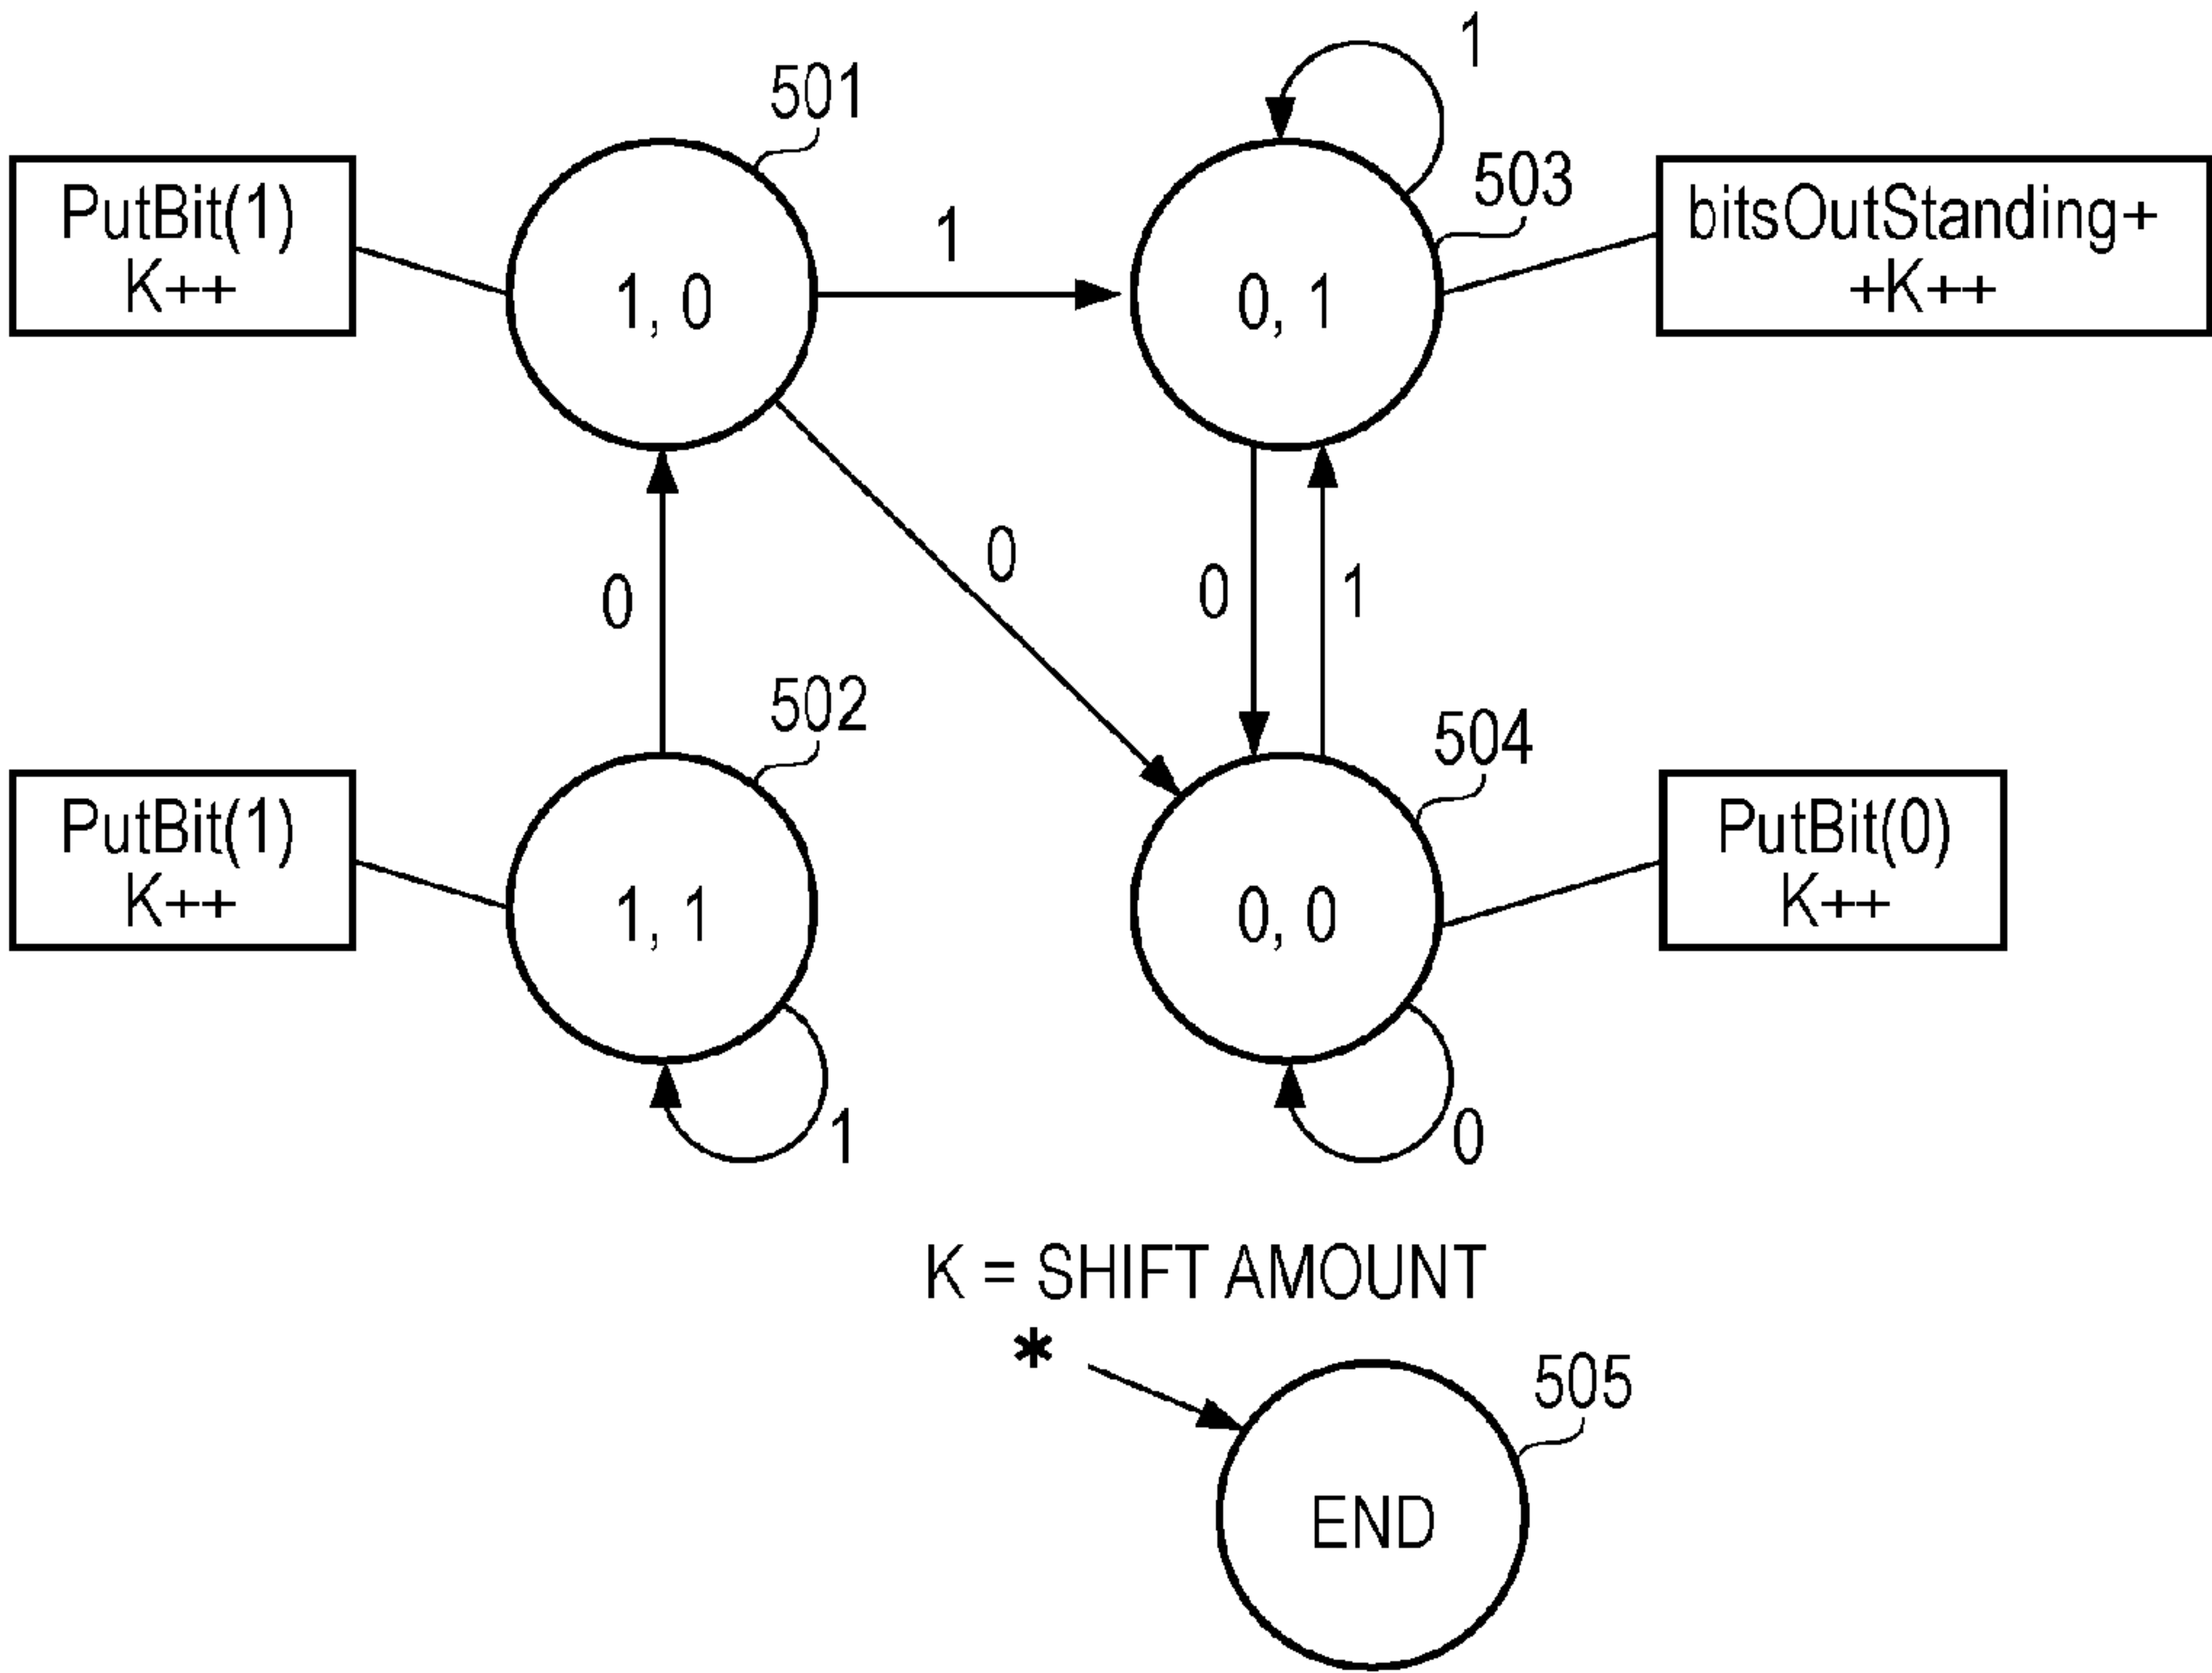 1
501
503
PutBit(1)
K++
1, 0
1
0, 1
bitsOutStanding+
+K++
0
0
0
1
502
504
PutBit(1)
K++
1, 1
0, 0
PutBit(0)
K++
1
0
K = SHIFT AMOUNT
*
505
END